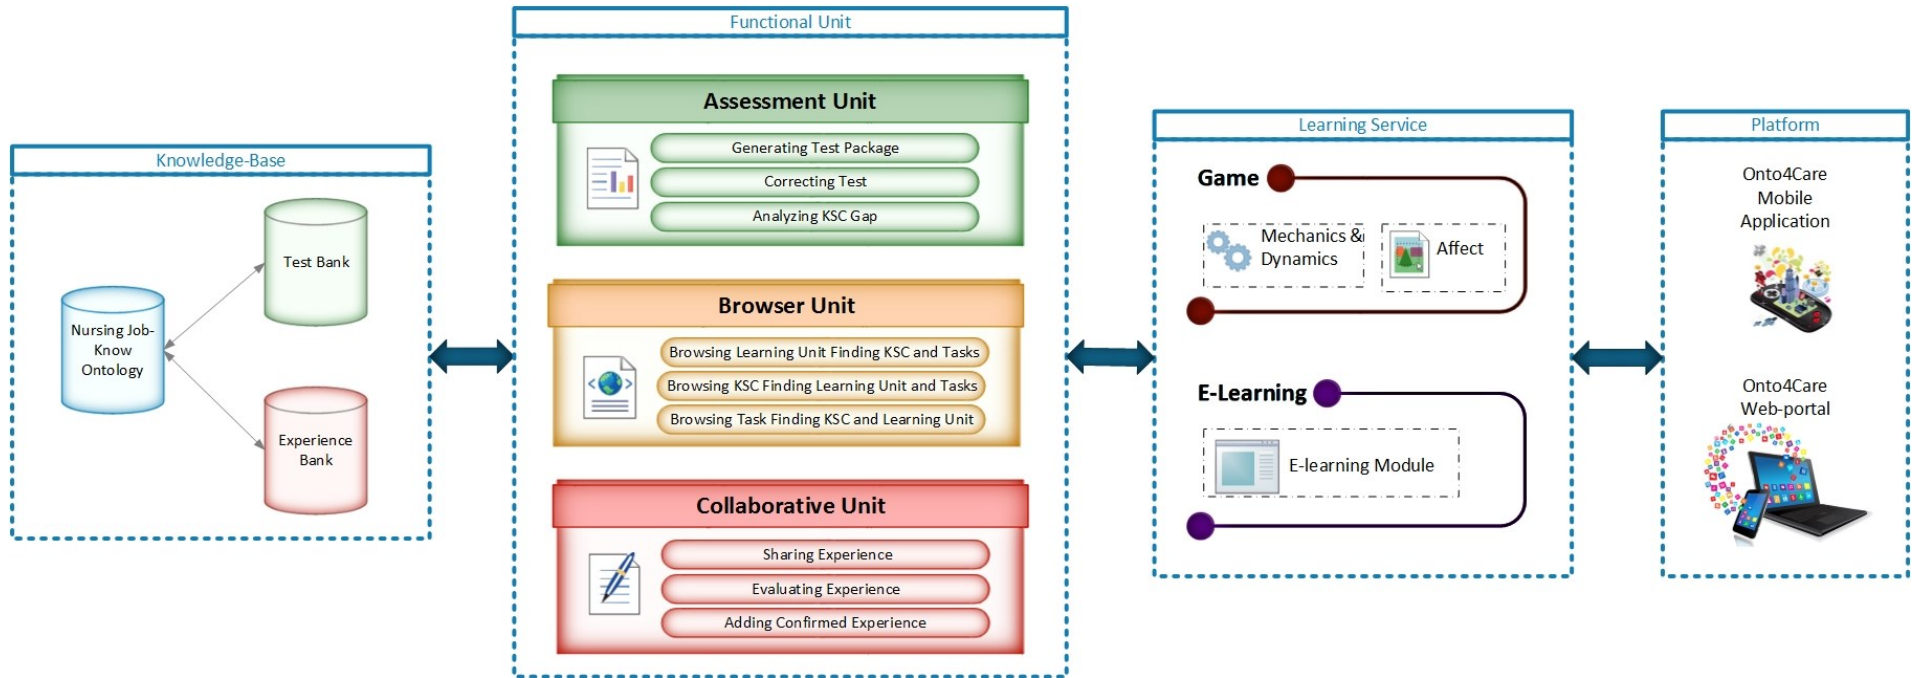 Knowledge-Base
Test Bank
Nursing Job-
Know
Ontology
Experience
Bank
Functional Unit
Assessment Unit
Generating Test Package
Correcting Test
Analyzing KSC Gap
Browser Unit
Browsing Learning Unit Finding KSC and Tasks
Browsing KSC Finding Learning Unit and Tasks
Browsing Task Finding KSC and Learning Unit
Collaborative Unit
Sharing Experience
Evaluating Experience
Adding Confirmed Experience
Learning Service
Game
Mechanics &
Dynamics
Affect
E-Learning
E-learning Module
Platform
Onto4Care
Mobile
Application
Onto4Care
Web-portal